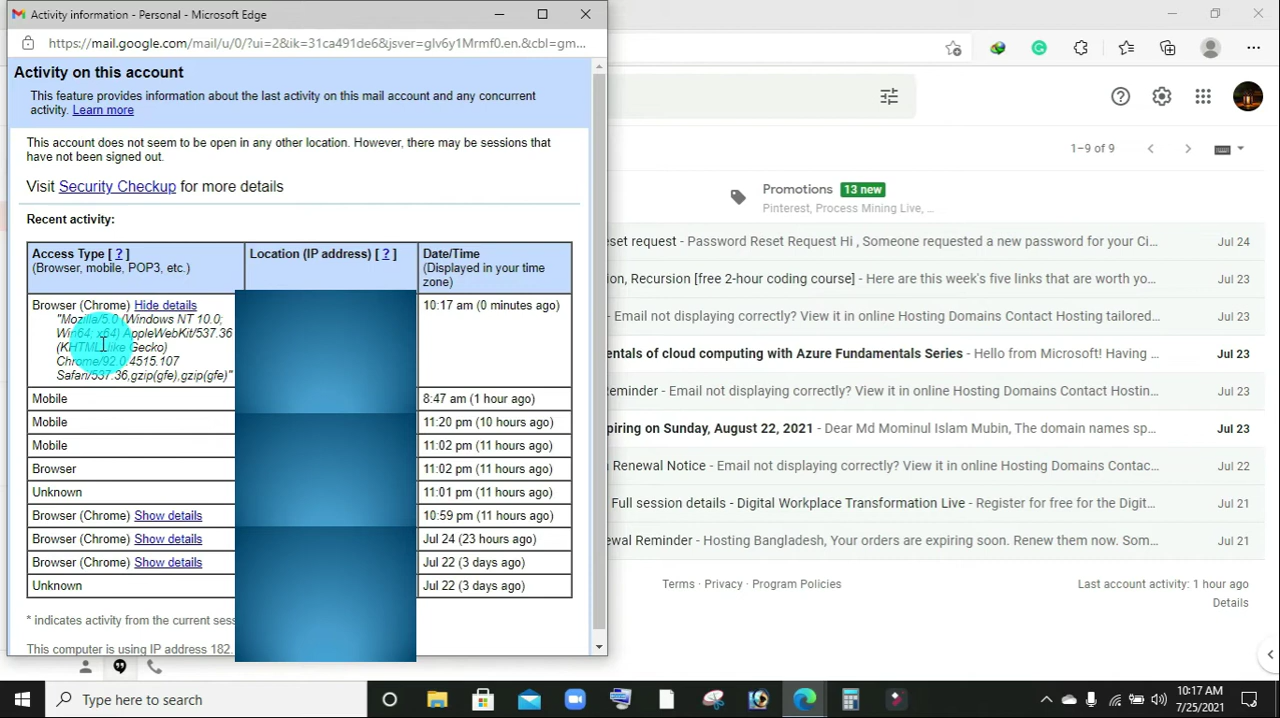 Activity information - Personal - Microsoft Edge
https://mail.google.com/mail/u/0/?ui=2&ik=31ca491de6&jsver=glv6y1Mrmf0.en.&cbl=gm...
Activity on this account
This feature provides information about the last activity on this mail account and any concurrent
activity. Learn more
This account does not seem to be open in any other location. However, there may be sessions that
have not been signed out.
Visit Security Checkup for more details
Recent activity:
Access Type [ ? ]
(Browser, mobile, POP3, etc.)
Location (IP address) [ ? ]
Date/Time
(Displayed in your time
zone)
Browser (Chrome) Hide details
"Mozilla/5.0 (Windows NT 10.0;
Win64; x64) AppleWebKit/537.36
(KHTML, like Gecko)
Chrome/92.0.4515.107
Safari/537.36,gzip(gfe),gzip(gfe)"
10:17 am (0 minutes ago)
Mobile 8:47 am (1 hour ago)
Mobile 11:20 pm (10 hours ago)
Mobile 11:02 pm (11 hours ago)
Browser 11:02 pm (11 hours ago)
Unknown 11:01 pm (11 hours ago)
Browser (Chrome) Show details 10:59 pm (11 hours ago)
Browser (Chrome) Show details Jul 24 (23 hours ago)
Browser (Chrome) Show details Jul 22 (3 days ago)
Unknown Jul 22 (3 days ago)
* indicates activity from the current sess
This computer is using IP address 182.
1–9 of 9
Promotions 13 new
Pinterest, Process Mining Live, ...
eset request - Password Reset Request Hi , Someone requested a new password for your Ci... Jul 24
ion, Recursion [free 2-hour coding course] - Here are this week's five links that are worth yo... Jul 23
- Email not displaying correctly? View it in online Hosting Domains Contact Hosting tailored... Jul 23
entals of cloud computing with Azure Fundamentals Series - Hello from Microsoft! Having ... Jul 23
eminder - Email not displaying correctly? View it in online Hosting Domains Contact Hostin... Jul 23
piring on Sunday, August 22, 2021 - Dear Md Mominul Islam Mubin, The domain names sp... Jul 23
n Renewal Notice - Email not displaying correctly? View it in online Hosting Domains Contac... Jul 22
Full session details - Digital Workplace Transformation Live - Register for free for the Digit... Jul 21
ewal Reminder - Hosting Bangladesh, Your orders are expiring soon. Renew them now. Som... Jul 21
Terms · Privacy · Program Policies
Last account activity: 1 hour ago
Details
Type here to search
10:17 AM
7/25/2021